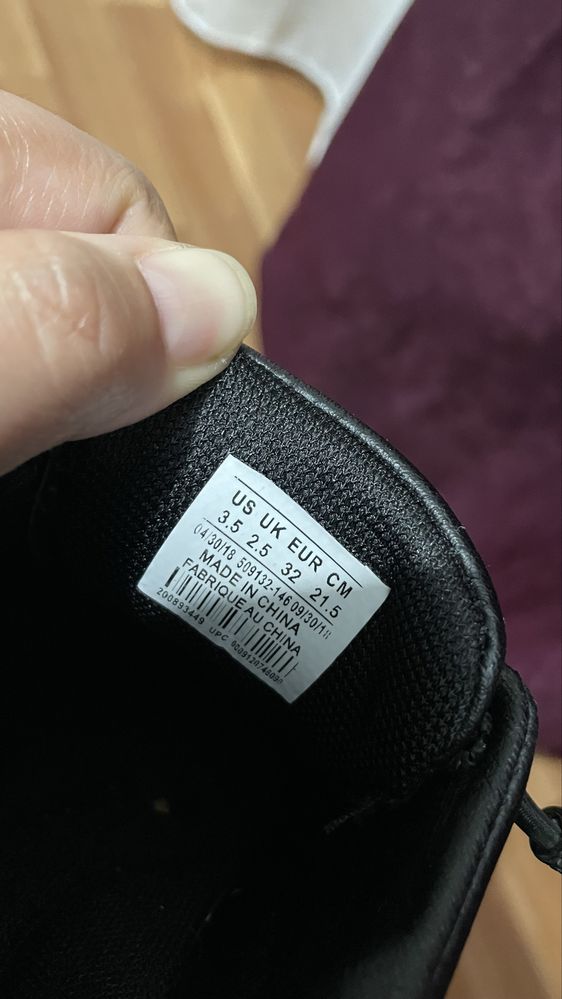 US UK EUR CM
3.5 2.5 32 21.5
04/30/18 509132-146 09/30/18
MADE IN CHINA
FABRIQUE AU CHINA
200893449 UPC